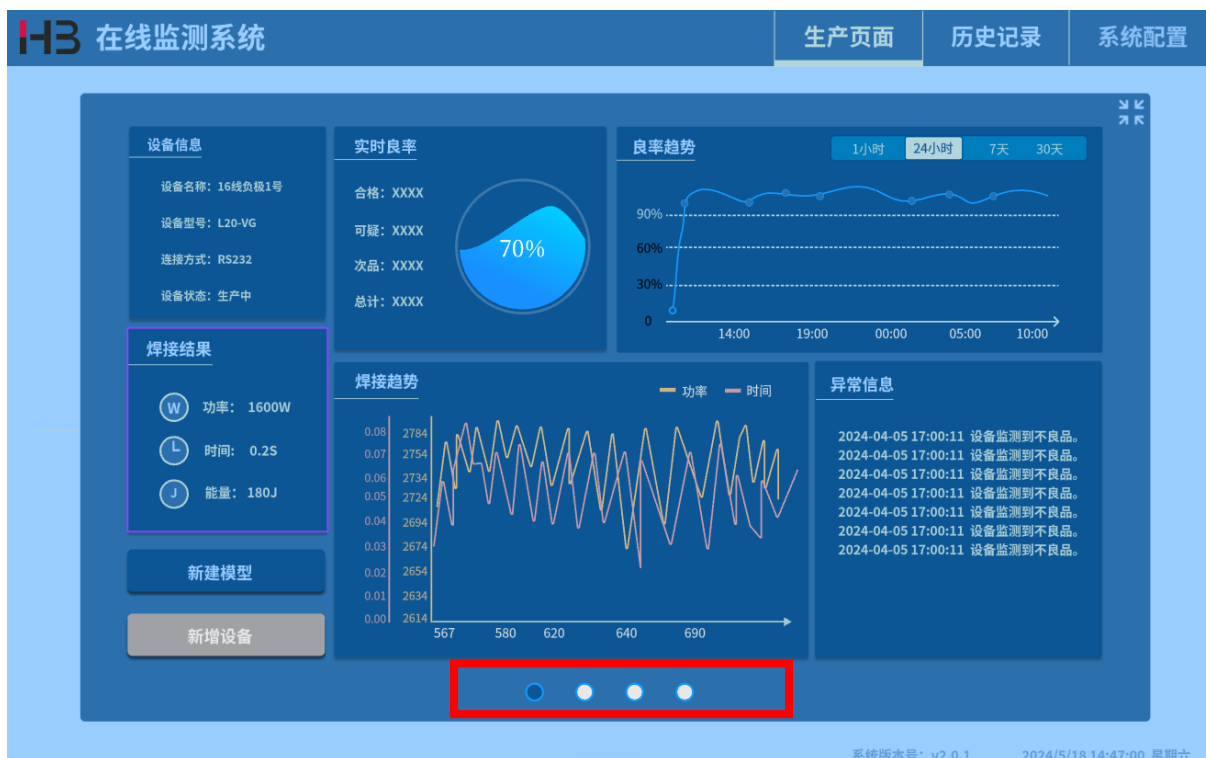 HB 在线监测系统
生产页面
历史记录
系统配置
设备信息
设备名称：16线负极1号
设备型号：L20-VG
连接方式：RS232
设备状态：生产中
实时良率
合格：XXXX
可疑：XXXX
次品：XXXX
总计：XXXX
70%
良率趋势
1小时 24小时 7天 30天
90%
60%
30%
0
14:00 19:00 00:00 05:00 10:00
焊接结果
W 功率： 1600W
L 时间： 0.2S
J 能量：180J
新建模型
新增设备
焊接趋势
功率 时间
0.08 2784
0.07 2754
0.06 2734
0.05 2724
0.04 2694
0.03 2674
0.02 2654
0.01 2634
0.00 2614
567 580 620 640 690
异常信息
2024-04-05 17:00:11 设备监测到不良品。
2024-04-05 17:00:11 设备监测到不良品。
2024-04-05 17:00:11 设备监测到不良品。
2024-04-05 17:00:11 设备监测到不良品。
2024-04-05 17:00:11 设备监测到不良品。
2024-04-05 17:00:11 设备监测到不良品。
2024-04-05 17:00:11 设备监测到不良品。
系统版本号：v2.0.1 2024/5/18 14:47:00 星期六